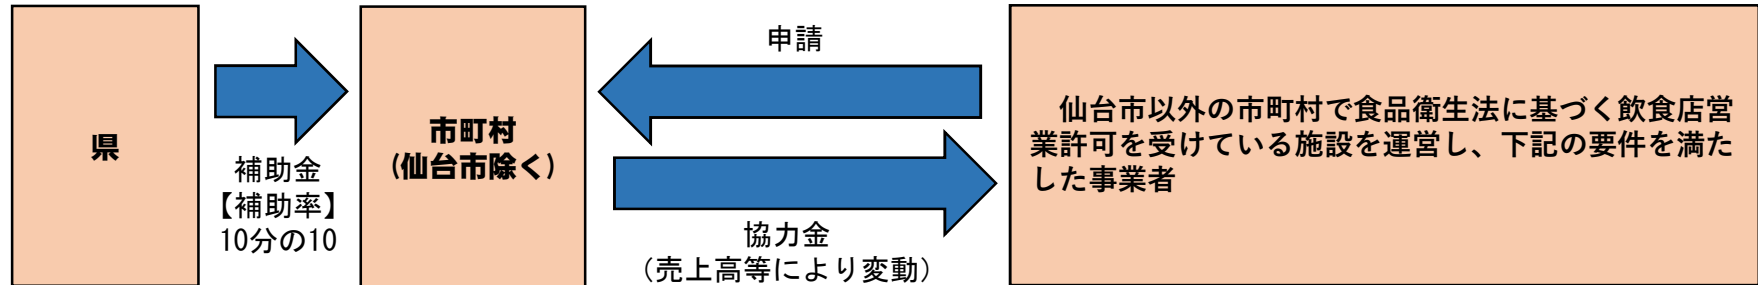 県
補助金
【補助率】
10分の10
市町村
(仙台市除く)
申請
協力金
(売上高等により変動)
仙台市以外の市町村で食品衛生法に基づく飲食店営
業許可を受けている施設を運営し、下記の要件を満た
した事業者